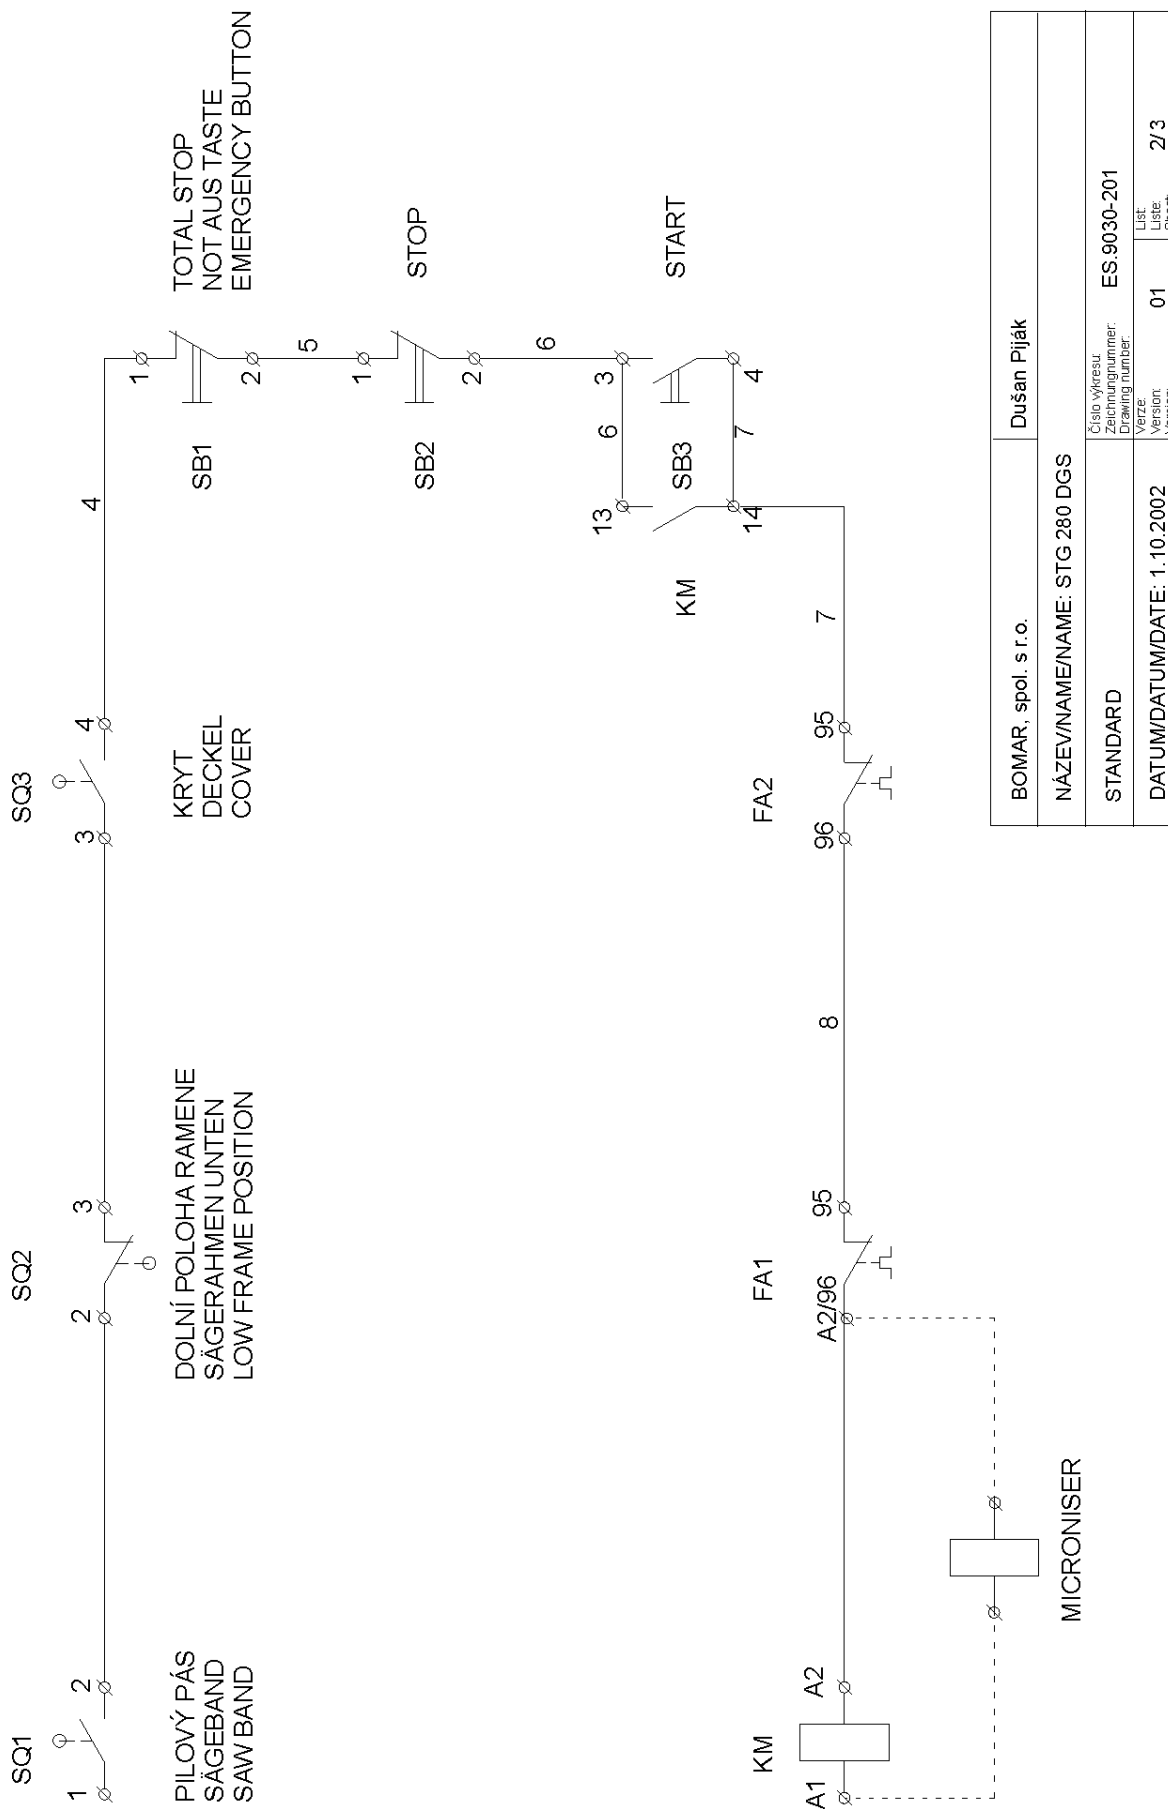 SQ1
1
2
PILOVÝ PÁS
SÄGEBAND
SAW BAND
SQ2
2
3
DOLNÍ POLOHA RAMENE
SÄGERAHMEN UNTEN
LOW FRAME POSITION
SQ3
3
4
KRYT
DECKEL
COVER
4
1
SB1
TOTAL STOP
NOT AUS TASTE
EMERGENCY BUTTON
2
5
1
SB2
STOP
2
6
13
6
3
KM
SB3
START
14
7
4
KM
A1
A2
FA1
A2/96
95
8
FA2
96
95
7
MICRONISER
BOMAR, spol. s r.o.
Dušan Piják
NÁZEV/NAME/NAME: STG 280 DGS
STANDARD
Číslo výkresu:
Zeichnungnummer:
Drawing number:
ES.9030-201
DATUM/DATUM/DATE: 1.10.2002
Verze:
Version:
01
List:
Liste:
2/3